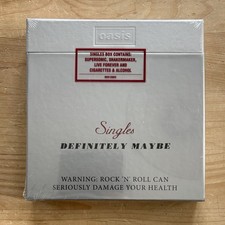 oasis
SINGLES BOX CONTAINS:
SUPERSONIC, SHAKERMAKER,
LIVE FOREVER AND
CIGARETTES & ALCOHOL
Singles
DEFINITELY MAYBE
WARNING: ROCK 'N' ROLL CAN
SERIOUSLY DAMAGE YOUR HEALTH